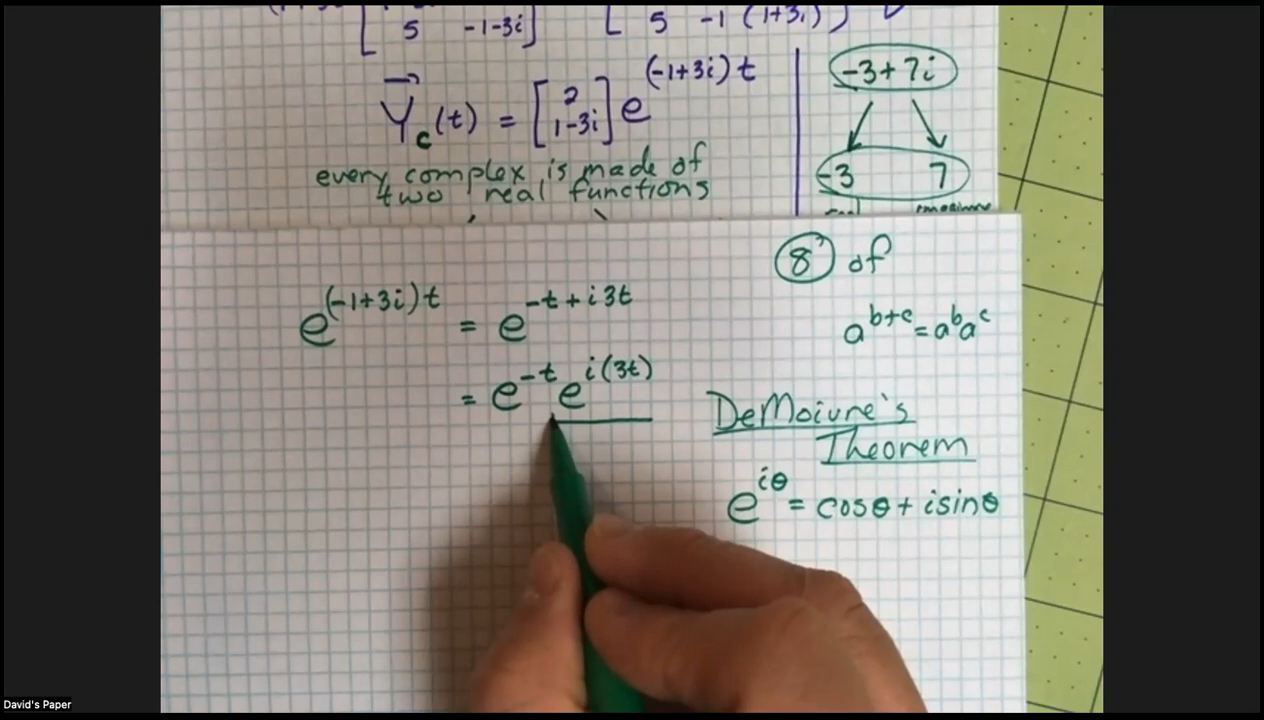 5 -1-3i] [ 5 -1 (1+3i)
→
Y_c(t) = [2 1-3i] e^(-1+3i)t
every complex is made of
two real functions
-3+7i
-3 7
e^(-1+3i)t = e^-t+i3t
= e^-t e^i(3t)
8 of
a^b+c = a^b a^c
DeMoivre's
Theorem
e^iθ = cosθ + isinθ
David's Paper